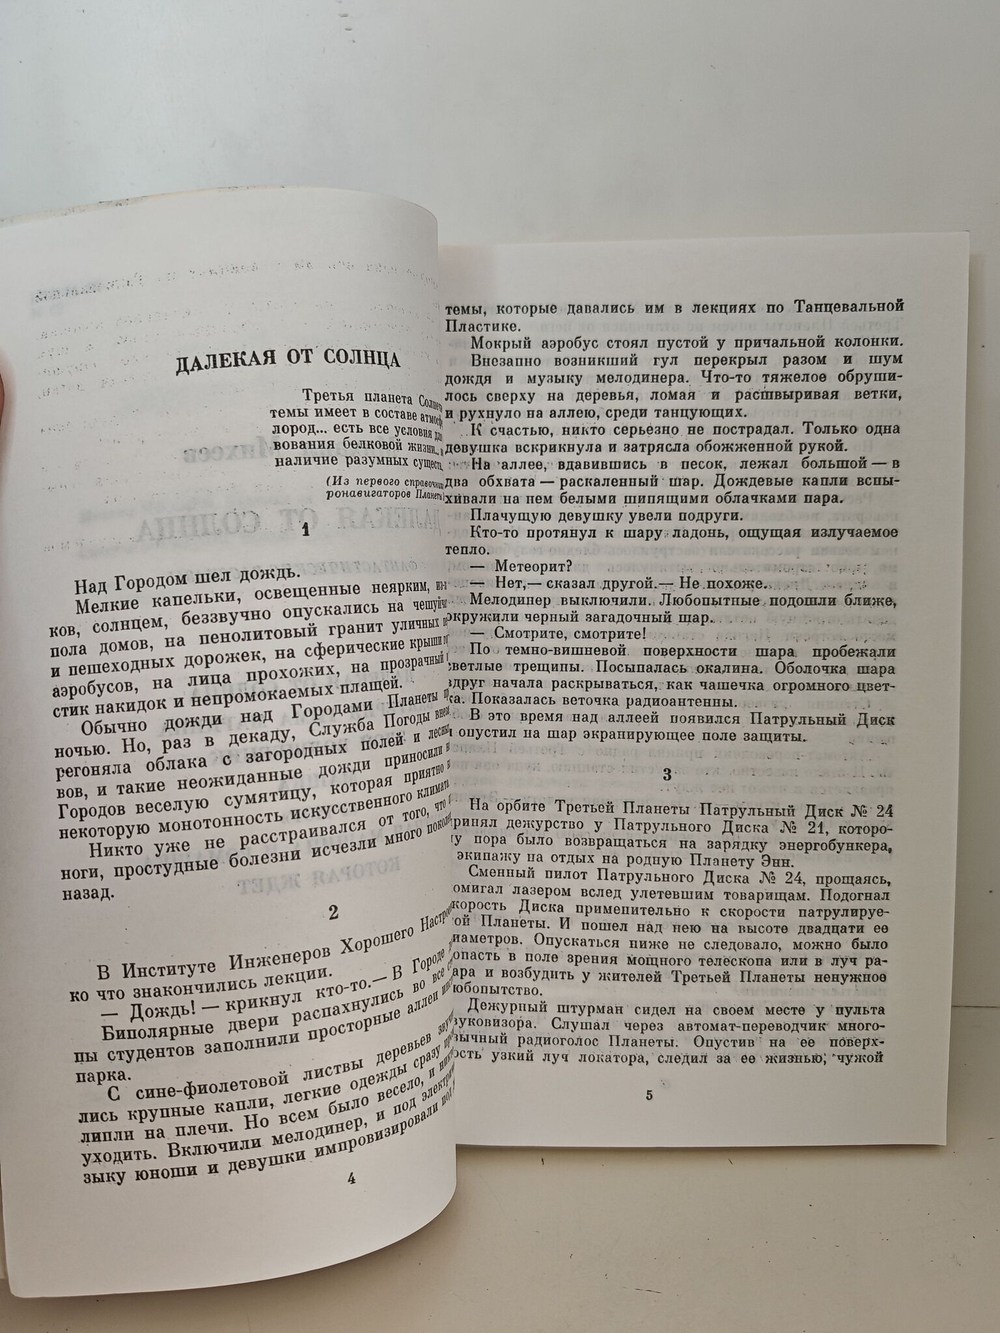 ДАЛЕКАЯ ОТ СОЛНЦА
Третья планета Солнеч
темы имеет в составе атмосф
лород... есть все условия для
вования белковой жизни...
наличие разумных существ
(Из первого справочника
ронавигаторов Планеты
1
Над Городом шел дождь.
Мелкие капельки, освещенные неярким,
ков, солнцем, беззвучно опускались на чешуйч
пола домов, на пенолитовый гранит уличных
и пешеходных дорожек, на сферические крыши
аэробусов, на лица прохожих, на прозрачный
стик накидок и непромокаемых плащей.
Обычно дожди над Городами Планеты
ночью. Но, раз в декаду, Служба Погоды
регоняла облака с загородных полей и лесны
вов, и такие неожиданные дожди приносили
Городов веселую сумятицу, которая приятно
некоторую монотонность искусственного климата
Никто уже не расстраивался от того, что
ноги, простудные болезни исчезли много покол
назад.
2
В Институте Инженеров Хорошего Настро
ко что знакончились лекции.
— Дождь! — крикнул кто-то.— В Городе
Биполярные двери распахнулись во все
пы студентов заполнили просторные аллеи
парка.
С сине-фиолетовой листвы деревьев
лись крупные капли, легкие одежды сразу
липли на плечи. Но всем было весело, и
уходить. Включили мелодинер, и под электро
зыку юноши и девушки импровизировали
4
темы, которые давались им в лекциях по Танцевальной
Пластике.
Мокрый аэробус стоял пустой у причальной колонки.
Внезапно возникший гул перекрыл разом и шум
дождя и музыку мелодинера. Что-то тяжелое обруши-
лось сверху на деревья, ломая и расшвыривая ветки,
и рухнуло на аллею, среди танцующих.
К счастью, никто серьезно не пострадал. Только одна
девушка вскрикнула и затрясла обожженной рукой.
На аллее, вдавившись в песок, лежал большой — в
два обхвата — раскаленный шар. Дождевые капли вспы-
хивали на нем белыми шипящими облачками пара.
Плачущую девушку увели подруги.
Кто-то протянул к шару ладонь, ощущая излучаемое
тепло.
— Метеорит?
— Нет,— сказал другой.— Не похоже.
Мелодинер выключили. Любопытные подошли ближе,
окружили черный загадочный шар.
— Смотрите, смотрите!
По темно-вишневой поверхности шара пробежали
светлые трещины. Посыпалась окалина. Оболочка шара
вдруг начала раскрываться, как чашечка огромного цвет-
ка. Показалась веточка радиоантенны.
В это время над аллеей появился Патрульный Диск
и опустил на шар экранирующее поле защиты.
3
На орбите Третьей Планеты Патрульный Диск № 24
принял дежурство у Патрульного Диска № 21, которо-
му пора было возвращаться на зарядку энергобункера,
экипажу на отдых на родную Планету Энн.
Сменный пилот Патрульного Диска № 24, прощаясь,
помигал лазером вслед улетевшим товарищам. Подогнал
скорость Диска применительно к скорости патрулируе-
мой Планеты. И пошел над нею на высоте двадцати ее
диаметров. Опускаться ниже не следовало, можно было
попасть в поле зрения мощного телескопа или в луч ра-
дара и возбудить у жителей Третьей Планеты ненужное
любопытство.
Дежурный штурман сидел на своем месте у пульта
звуковизора. Слушал через автомат-переводчик много-
язычный радиоголос Планеты. Опустив на ее поверх-
ность узкий луч локатора, следил за ее жизнью, чужой
5